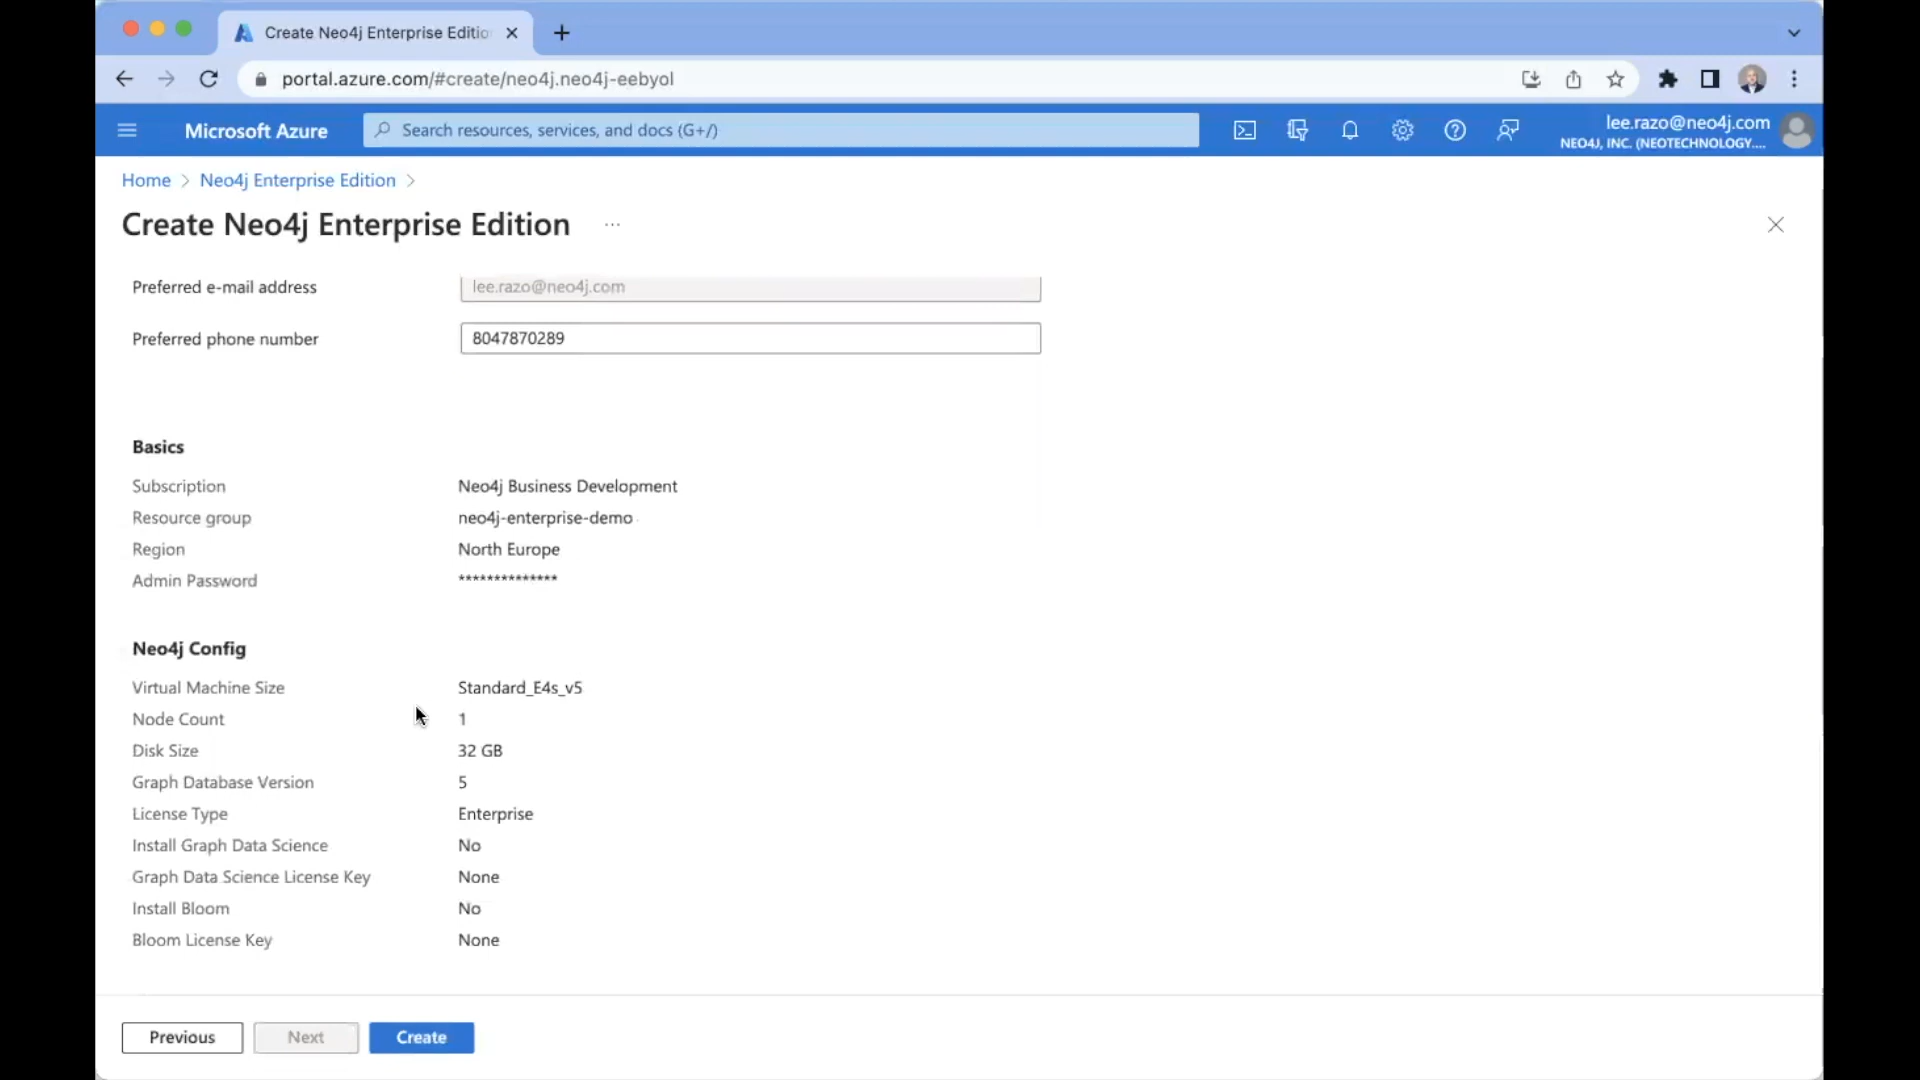 Create Neo4j Enterprise Editio
portal.azure.com/#create/neo4j.neo4j-eebyol
Microsoft Azure
Search resources, services, and docs (G+/)
lee.razo@neo4j.com
NEO4J, INC. (NEOTECHNOLOGY....
Home > Neo4j Enterprise Edition >
Create Neo4j Enterprise Edition ...
Preferred e-mail address lee.razo@neo4j.com
Preferred phone number 8047870289
Basics
Subscription Neo4j Business Development
Resource group neo4j-enterprise-demo
Region North Europe
Admin Password **************
Neo4j Config
Virtual Machine Size Standard_E4s_v5
Node Count 1
Disk Size 32 GB
Graph Database Version 5
License Type Enterprise
Install Graph Data Science No
Graph Data Science License Key None
Install Bloom No
Bloom License Key None
Previous Next Create